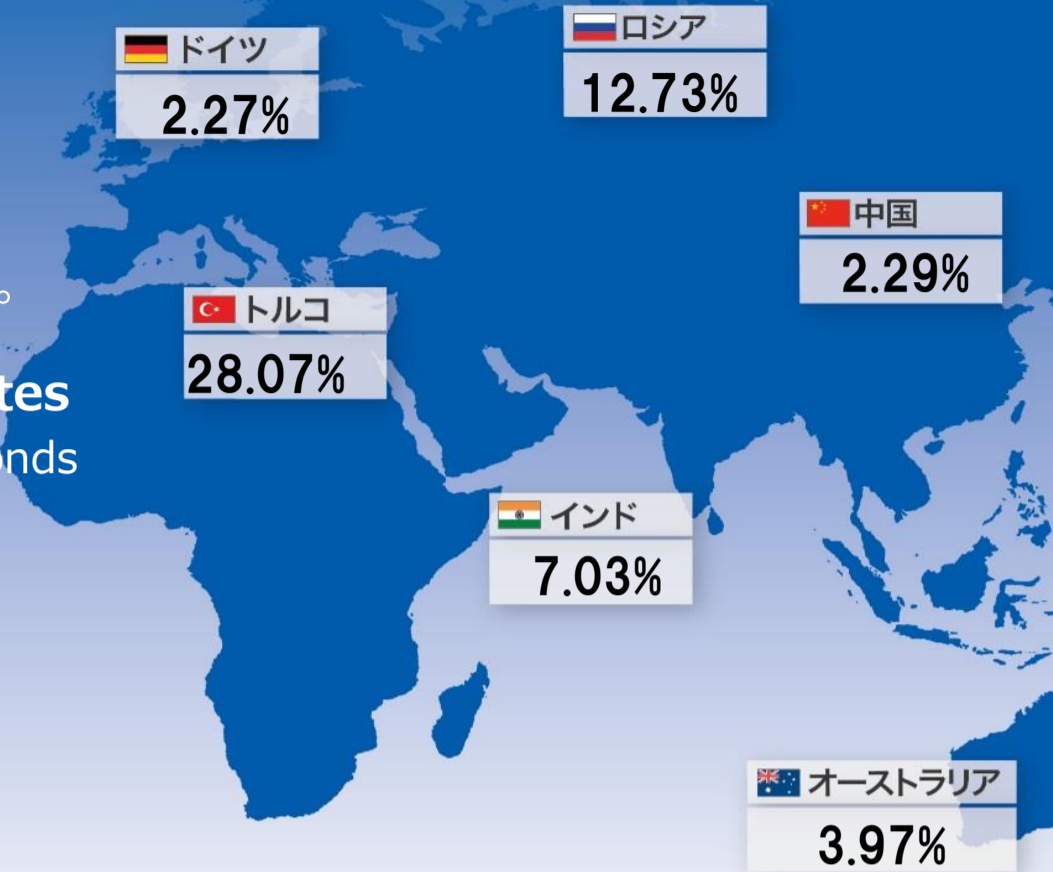 ドイツ
2.27%
ロシア
12.73%
中国
2.29%
。
トルコ
28.07%
tes
onds
インド
7.03%
オーストラリア
3.97%